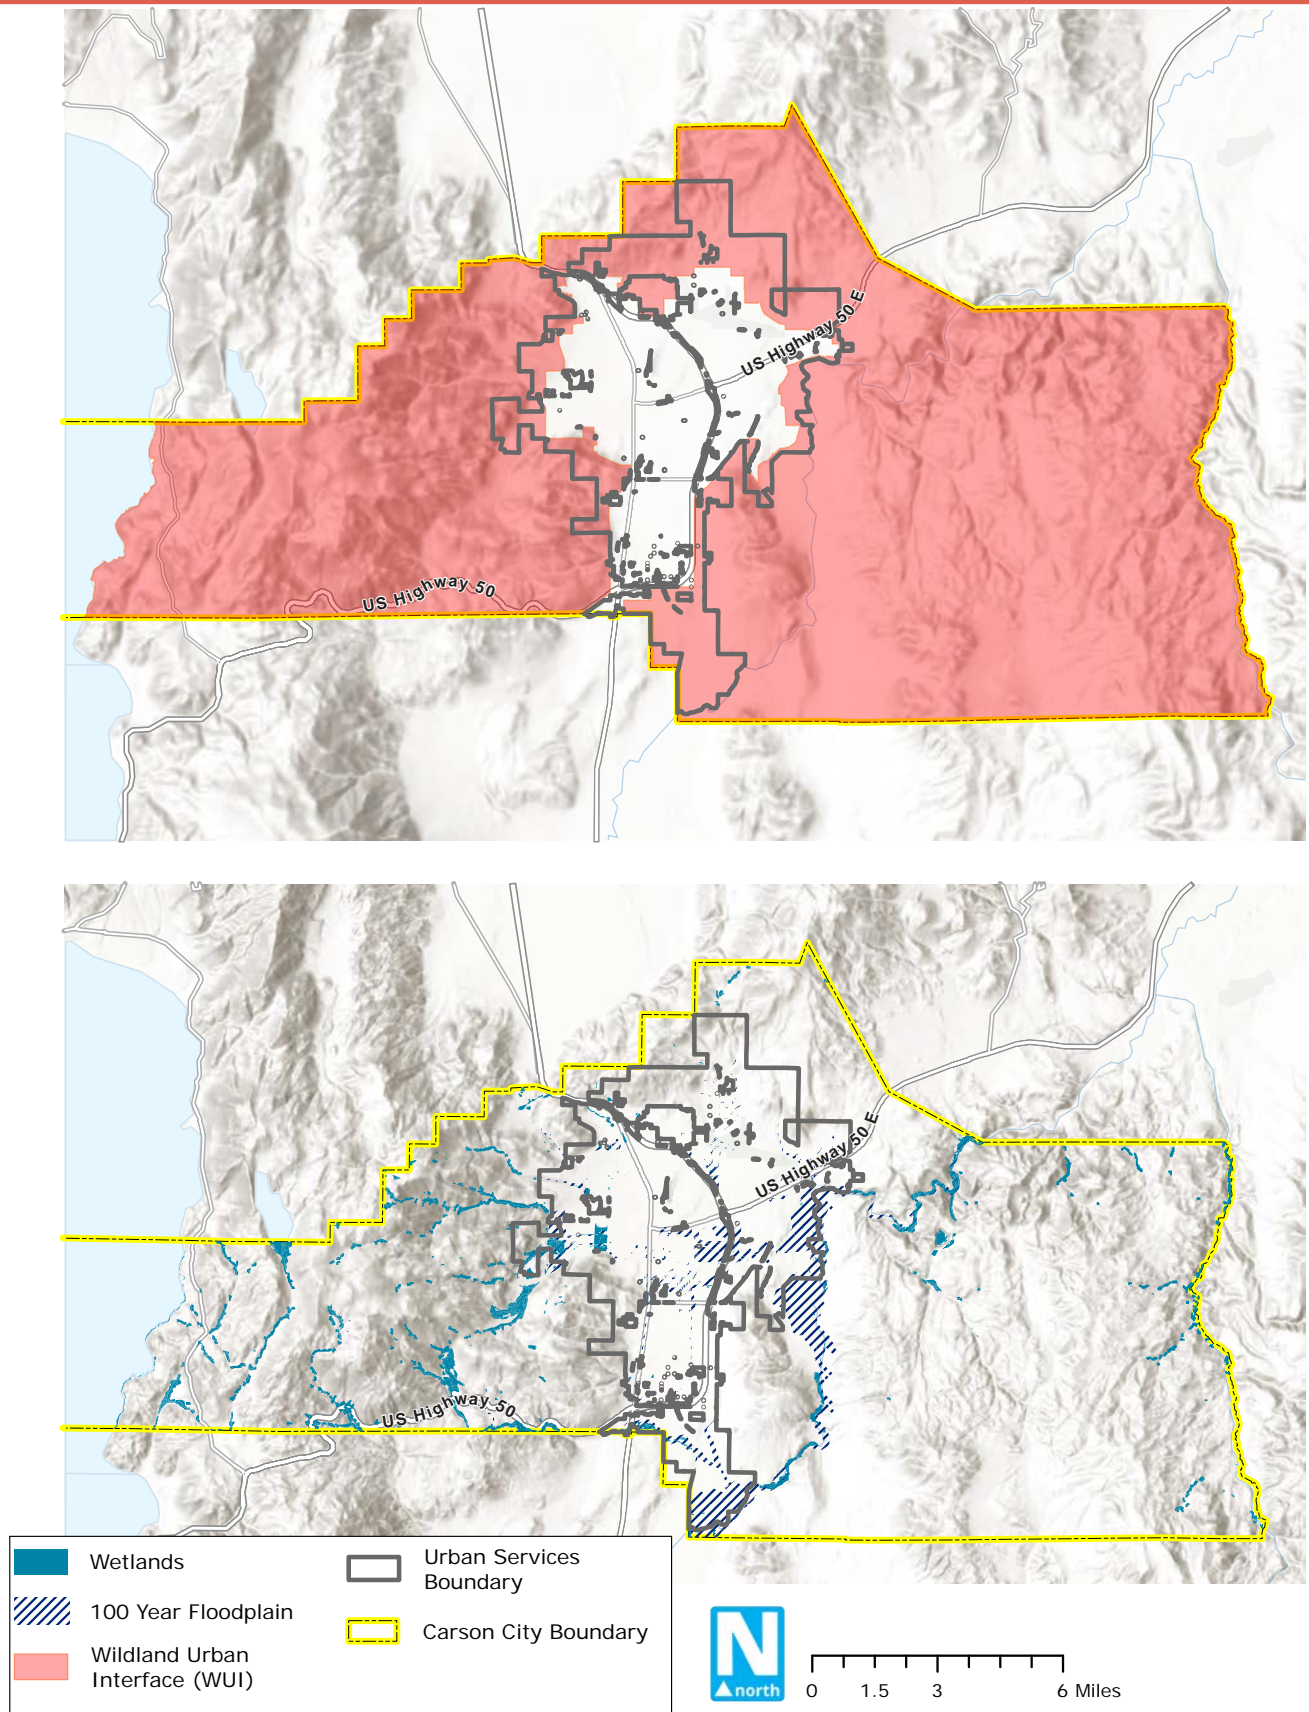 US Highway 50 E
US Highway 50
US Highway 50 E
US Highway 50
Wetlands
100 Year Floodplain
Wildland Urban
Interface (WUI)
Urban Services
Boundary
Carson City Boundary
N
north
0 1.5 3 6 Miles